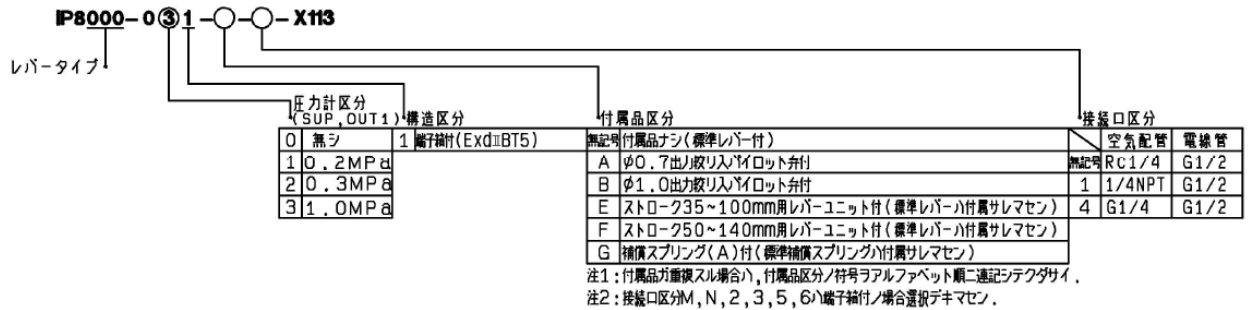 IP8000-0③1-○-○-X113
レバータイプ
圧力計区分
(SUP,OUT1) 構造区分 付属品区分 接続口区分
0 無シ 1 端子箱付(ExdⅡBT5) 無記号 付属品ナシ(標準レバー付) 空気配管 電線管
1 0.2MPa A φ0.7出力絞リ入パイロット弁付 無記号 Rc1/4 G1/2
2 0.3MPa B φ1.0出力絞リ入パイロット弁付 1 1/4NPT G1/2
3 1.0MPa E ストローク35~100mm用レバーユニット付(標準レバーハ付属サレマセン) 4 G1/4 G1/2
F ストローク50~140mm用レバーユニット付(標準レバーハ付属サレマセン)
G 補償スプリング(A)付(標準補償スプリングハ付属サレマセン)
注1:付属品ガ重複スル場合ハ,付属品区分ノ符号ヲアルファベット順ニ連記シテクダサイ.
注2:接続口区分M,N,2,3,5,6ハ端子箱付ノ場合選択デキマセン.